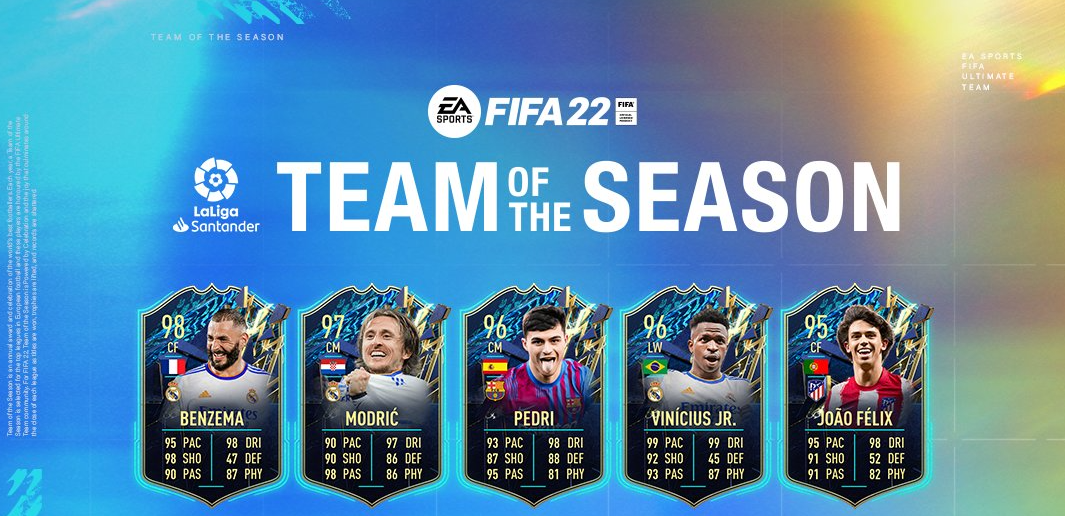 TEAM OF THE SEASON
EA SPORTS
FIFA
ULTIMATE
TEAM
EA
SPORTS
FIFA 22
FIFA
LaLiga
Santander
TEAM OF THE SEASON
98
CF
BENZEMA
95 PAC 98 DRI
98 SHO 47 DEF
90 PAS 87 PHY
97
CM
MODRIĆ
90 PAC 97 DRI
90 SHO 86 DEF
98 PAS 86 PHY
96
CM
PEDRI
93 PAC 98 DRI
87 SHO 88 DEF
95 PAS 81 PHY
96
LW
VINÍCIUS JR.
99 PAC 99 DRI
92 SHO 45 DEF
93 PAS 87 PHY
95
CF
JOÃO FÉLIX
95 PAC 98 DRI
91 SHO 52 DEF
91 PAS 82 PHY
22